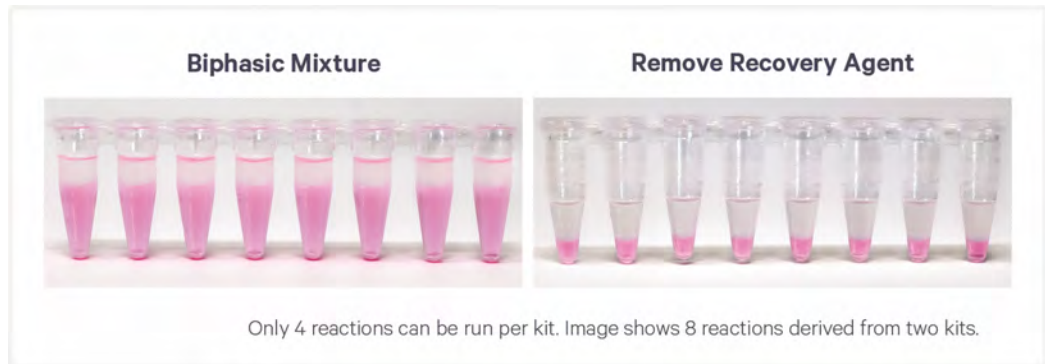 Biphasic Mixture
Remove Recovery Agent
Only 4 reactions can be run per kit. Image shows 8 reactions derived from two kits.